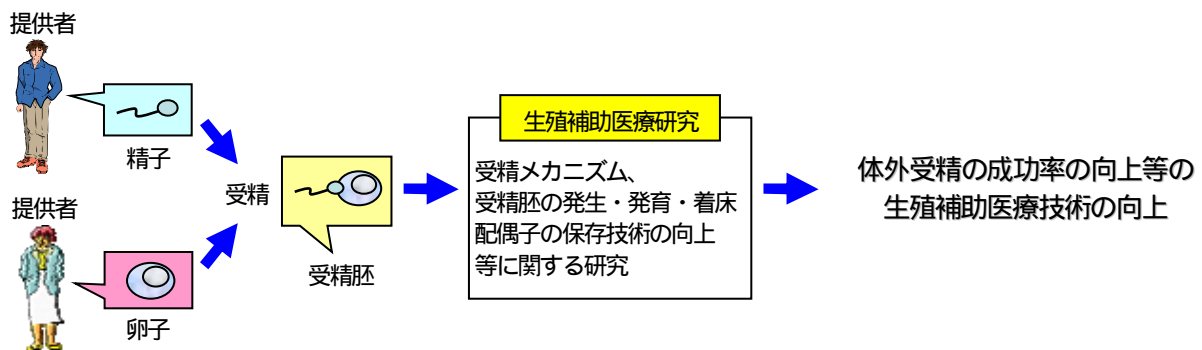 提供者
精子
提供者
卵子
受精
受精胚
生殖補助医療研究
受精メカニズム、
受精胚の発生・発育・着床
配偶子の保存技術の向上
等に関する研究
体外受精の成功率の向上等の
生殖補助医療技術の向上